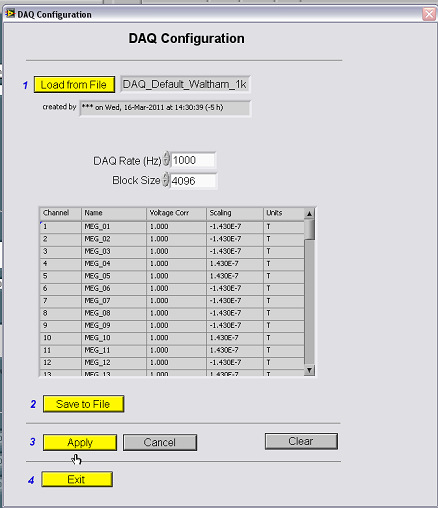 DAQ Configuration
DAQ Configuration
1 Load from File DAQ_Default_Waltham_1k
created by *** on Wed, 16-Mar-2011 at 14:30:39 (-5 h)
DAQ Rate (Hz) 1000
Block Size 4096
Channel Name Voltage Corr Scaling Units
1 MEG_01 1.000 -1.430E-7 T
2 MEG_02 1.000 -1.430E-7 T
3 MEG_03 1.000 -1.430E-7 T
4 MEG_04 1.000 1.430E-7 T
5 MEG_05 1.000 1.430E-7 T
6 MEG_06 1.000 -1.430E-7 T
7 MEG_07 1.000 -1.430E-7 T
8 MEG_08 1.000 -1.430E-7 T
9 MEG_09 1.000 -1.430E-7 T
10 MEG_10 1.000 1.430E-7 T
11 MEG_11 1.000 1.430E-7 T
12 MEG_12 1.000 -1.430E-7 T
13 MEG_13 1.000 1.430E-7 T
2 Save to File
3 Apply Cancel Clear
4 Exit